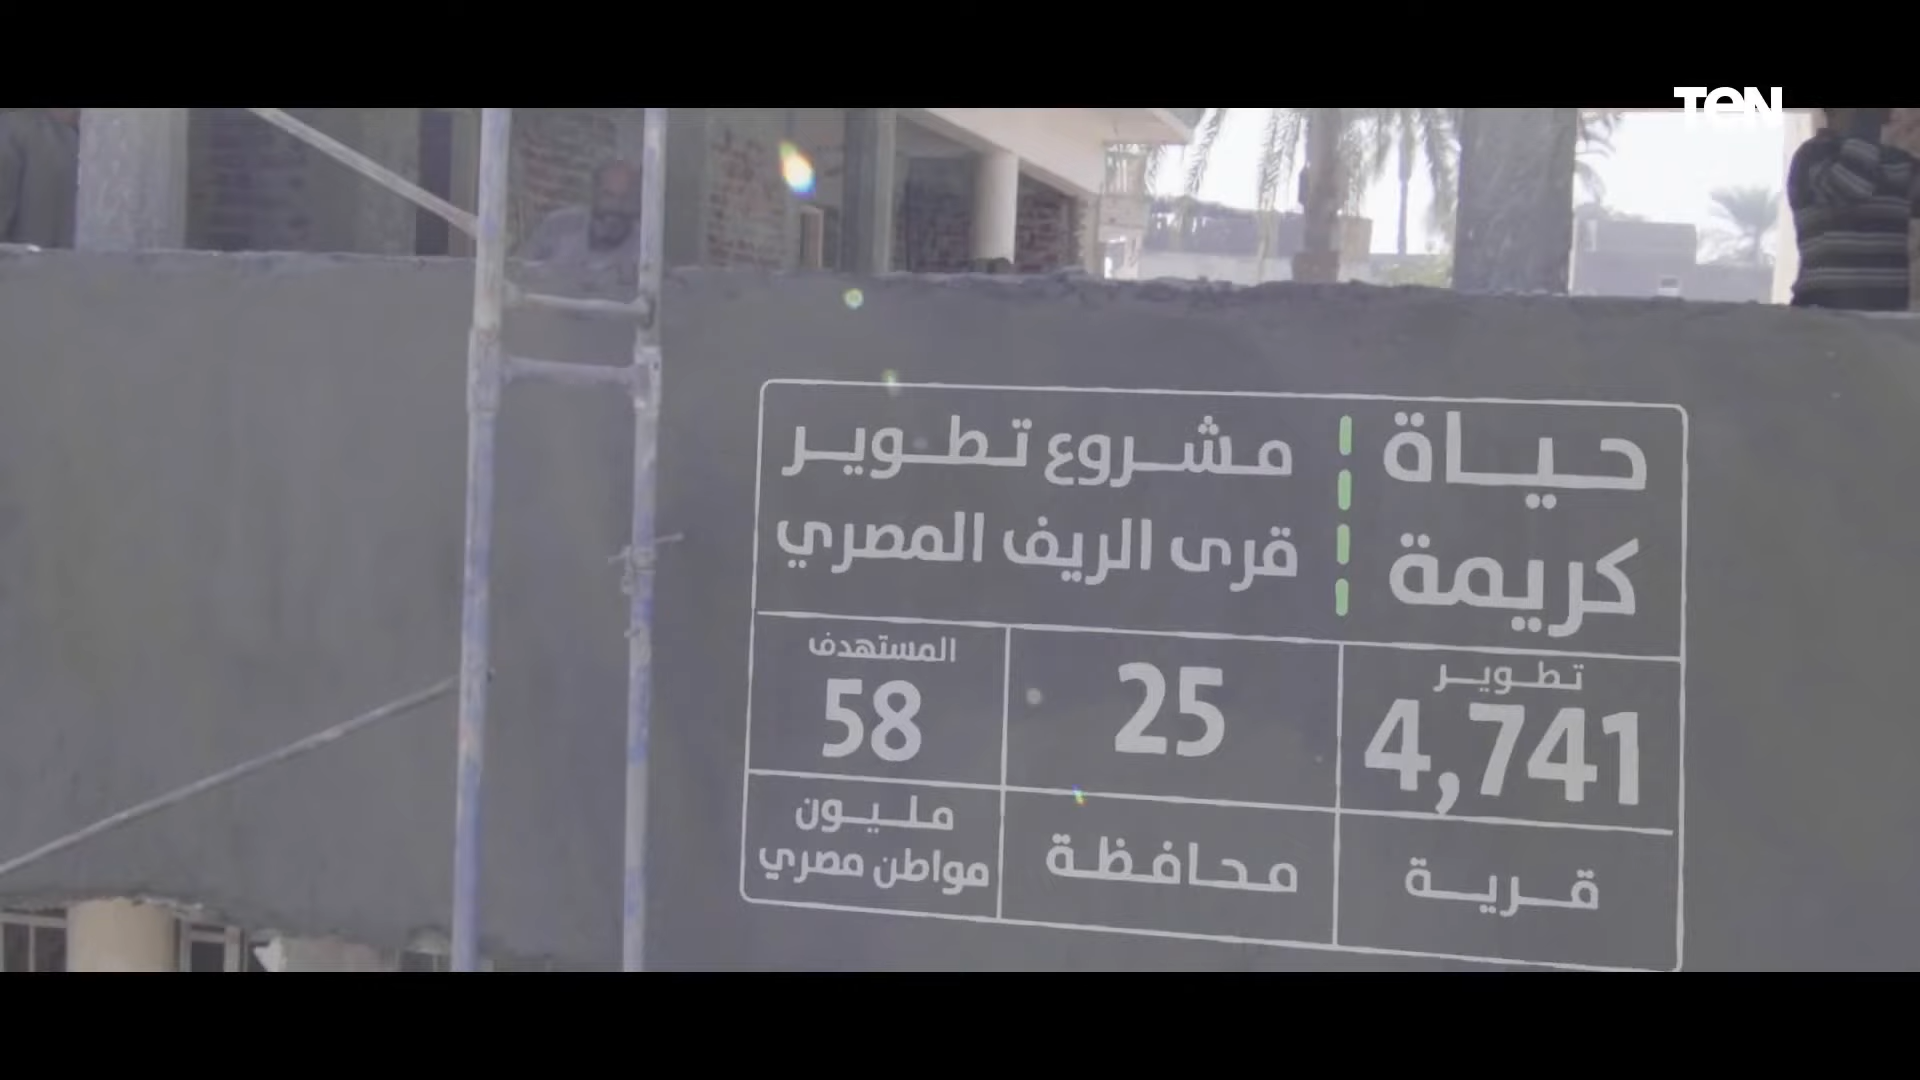 TEN
حياة
كريمة
مشروع تطوير
قرى الريف المصري
تطوير
4,741
قرية
25
محافظة
المستهدف
58
مليون
مواطن مصري